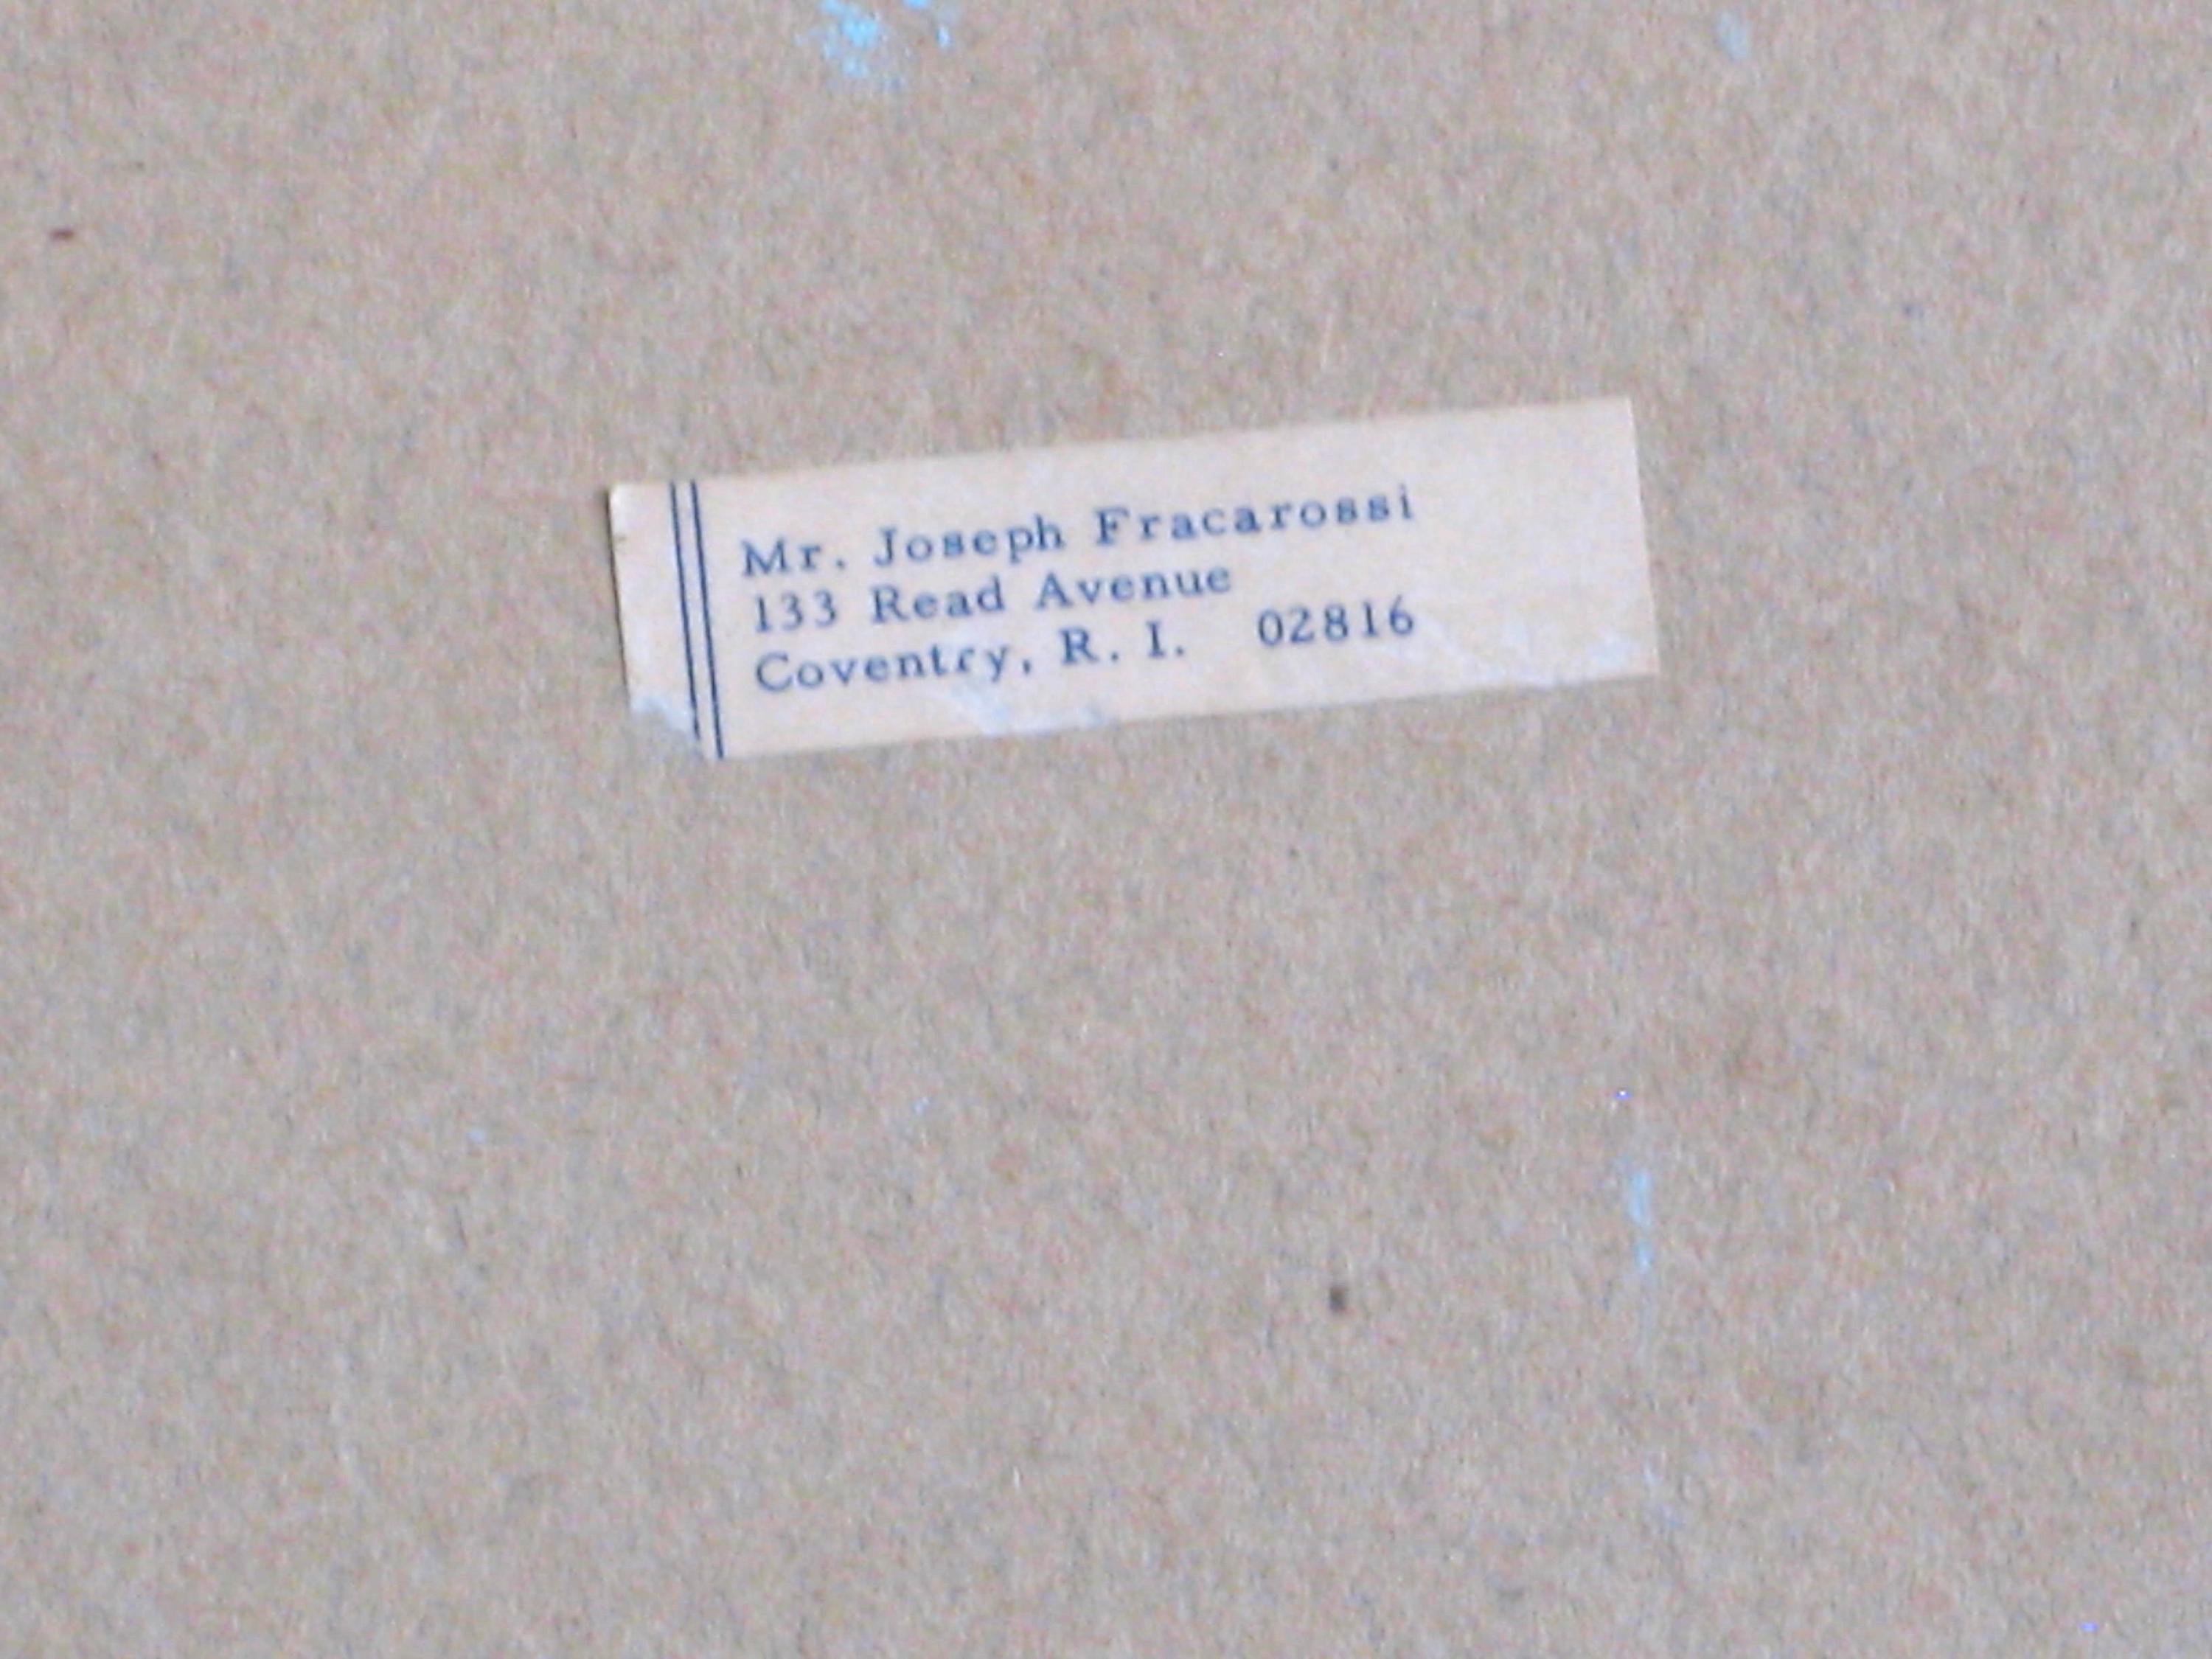 Mr. Joseph Fracarossi
133 Read Avenue
Coventry, R. I. 02816